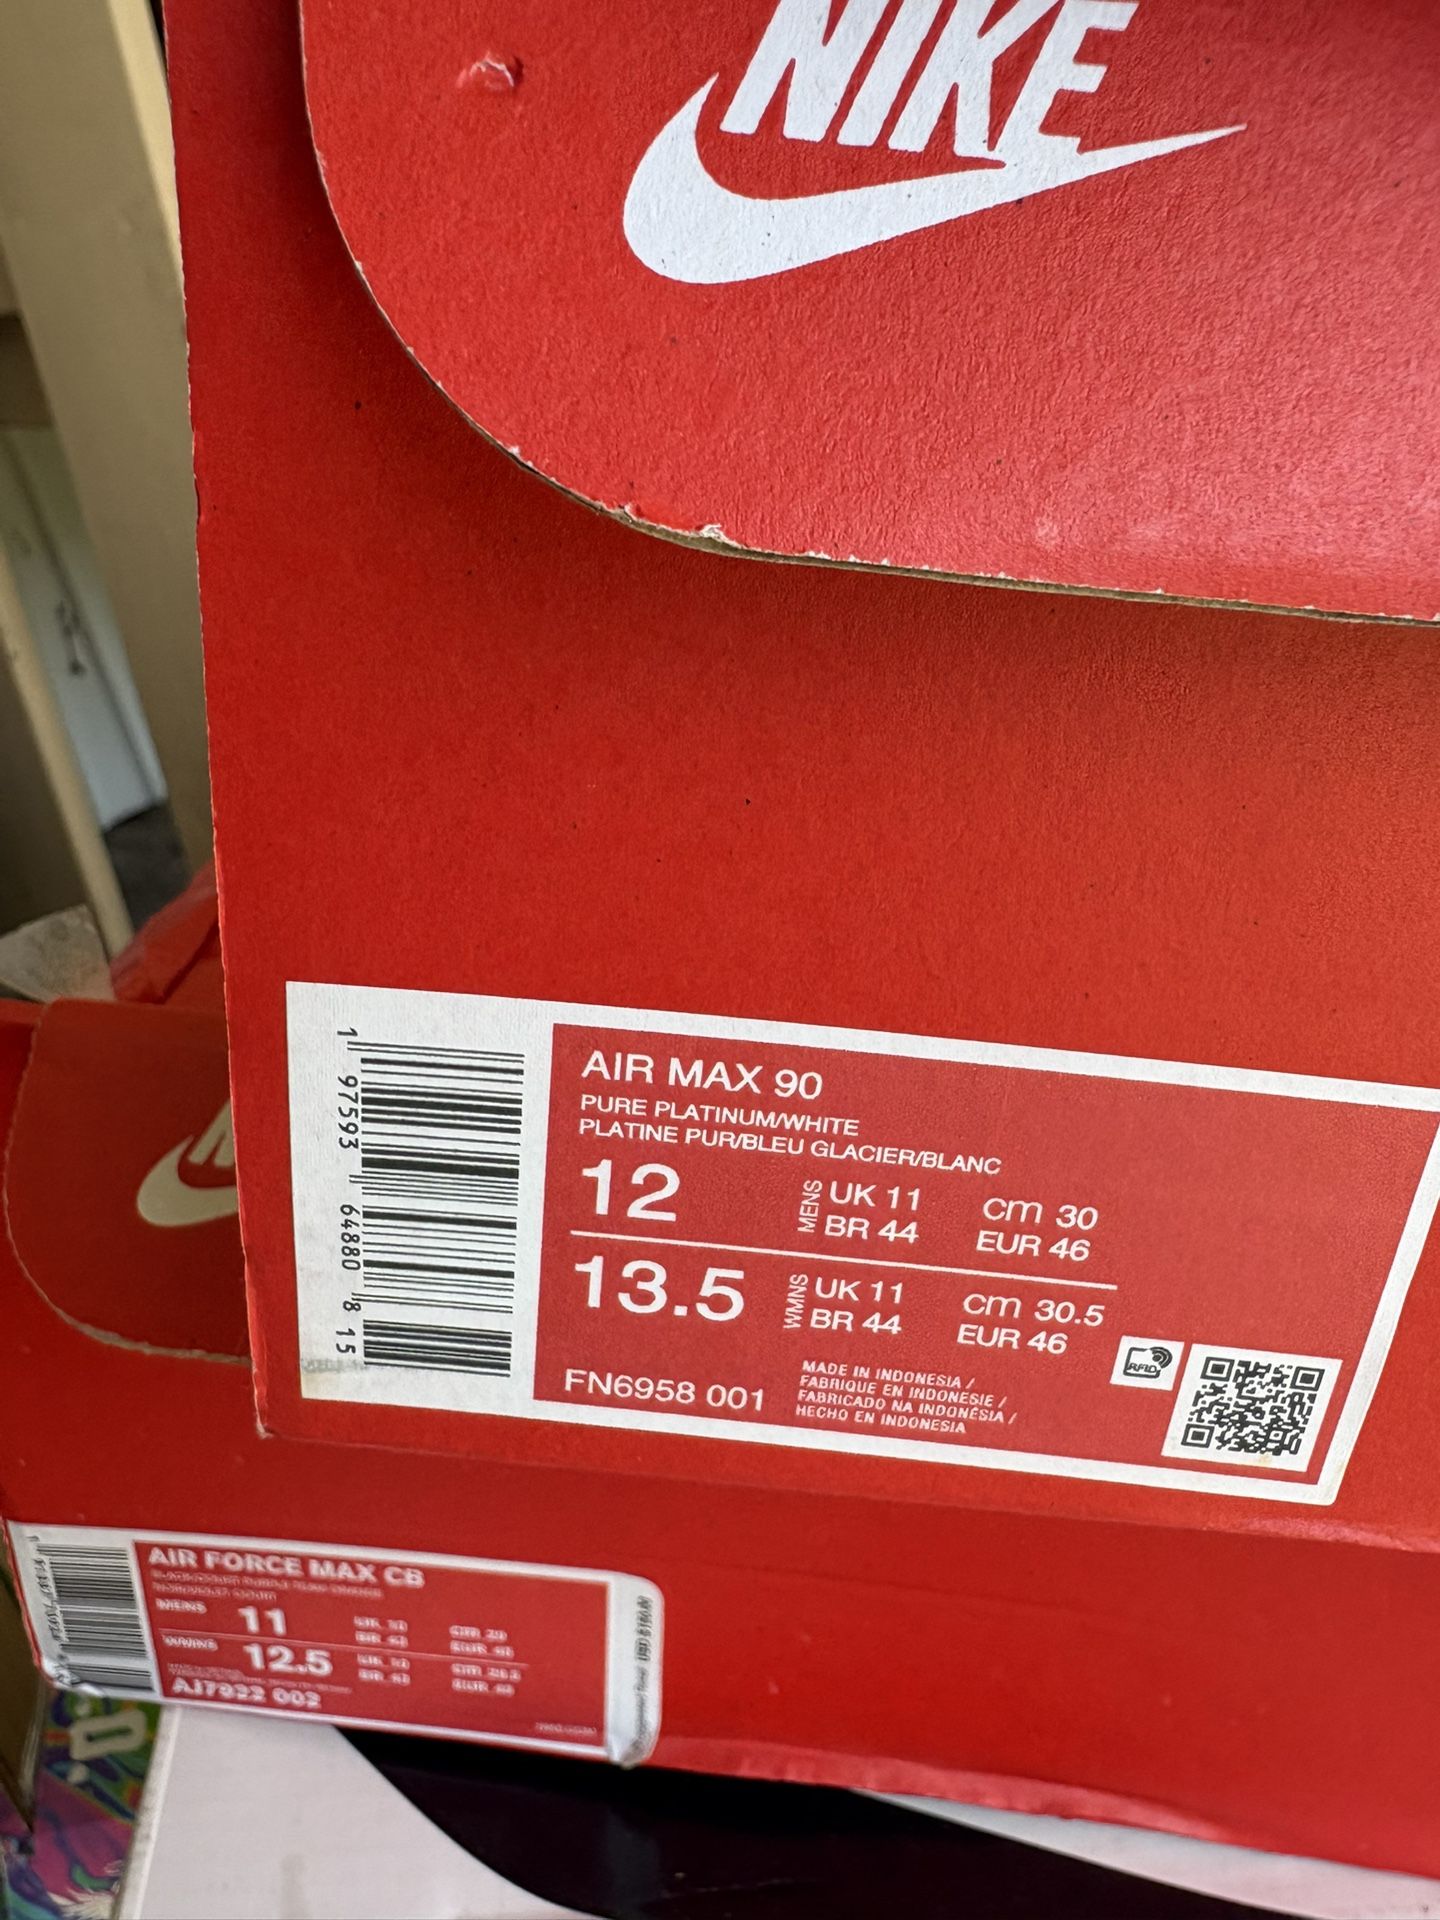 NIKE
1 97593 64880 8 15
AIR MAX 90
PURE PLATINUM/WHITE
PLATINE PUR/BLEU GLACIER/BLANC
12 MENS UK 11 cm 30
BR 44 EUR 46
13.5 WMNS UK 11 cm 30.5
BR 44 EUR 46
FN6958 001
MADE IN INDONESIA /
FABRIQUE EN INDONESIE /
FABRICADO NA INDONÉSIA /
HECHO EN INDONESIA
RFID
AIR FORCE MAX CB
MENS 11
WMNS 12.5
AJ7922 002